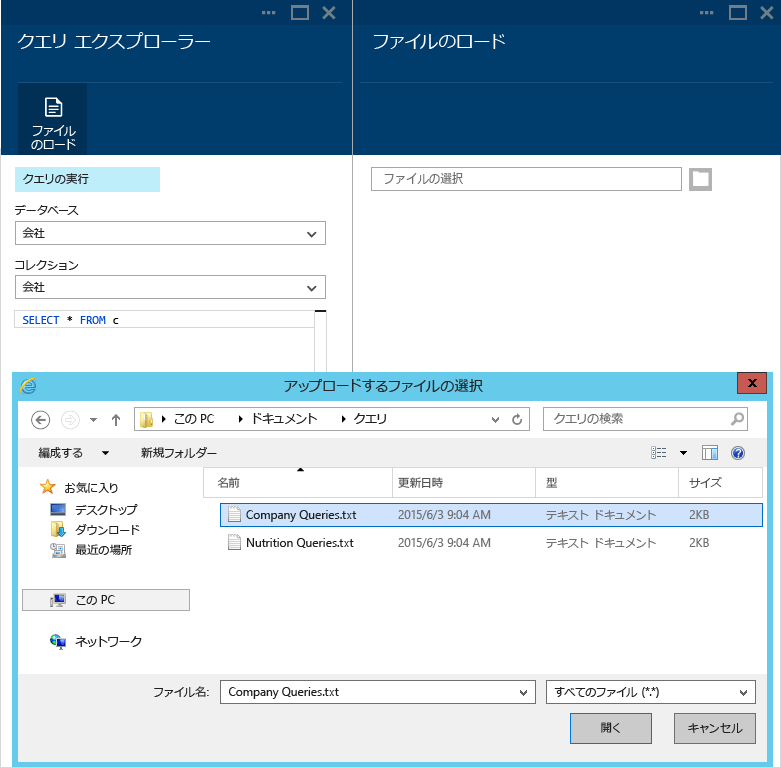 クエリ エクスプローラー
ファイルのロード
ファイル
のロード
クエリの実行
ファイルの選択
データベース
会社
コレクション
会社
SELECT * FROM c
アップロードするファイルの選択
この PC ドキュメント クエリ
クエリの検索
編成する 新規フォルダー
名前 更新日時 型 サイズ
お気に入り
デスクトップ
ダウンロード
最近の場所
この PC
ネットワーク
Company Queries.txt 2015/6/3 9:04 AM テキスト ドキュメント 2KB
Nutrition Queries.txt 2015/6/3 9:04 AM テキスト ドキュメント 2KB
ファイル名: Company Queries.txt すべてのファイル (*.*)
開く キャンセル